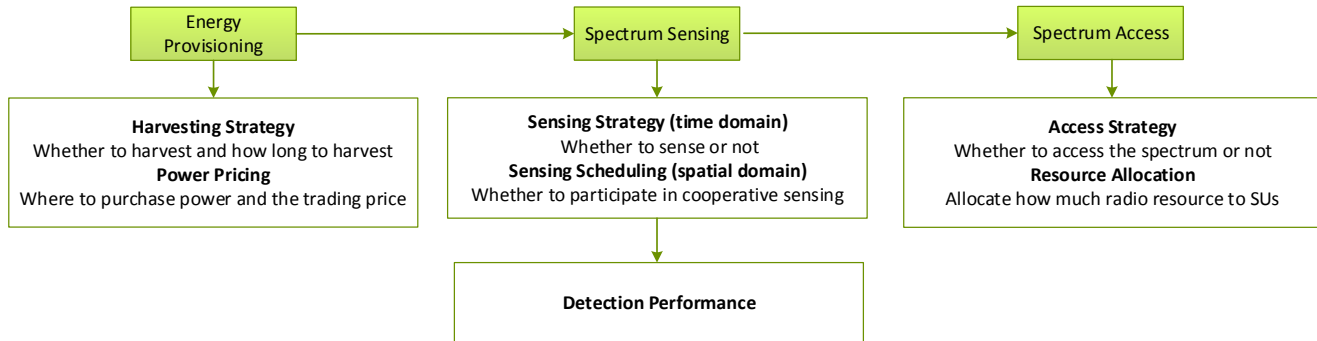 Energy
Provisioning
Spectrum Sensing
Spectrum Access
Harvesting Strategy
Whether to harvest and how long to harvest
Power Pricing
Where to purchase power and the trading price
Sensing Strategy (time domain)
Whether to sense or not
Sensing Scheduling (spatial domain)
Whether to participate in cooperative sensing
Access Strategy
Whether to access the spectrum or not
Resource Allocation
Allocate how much radio resource to SUs
Detection Performance